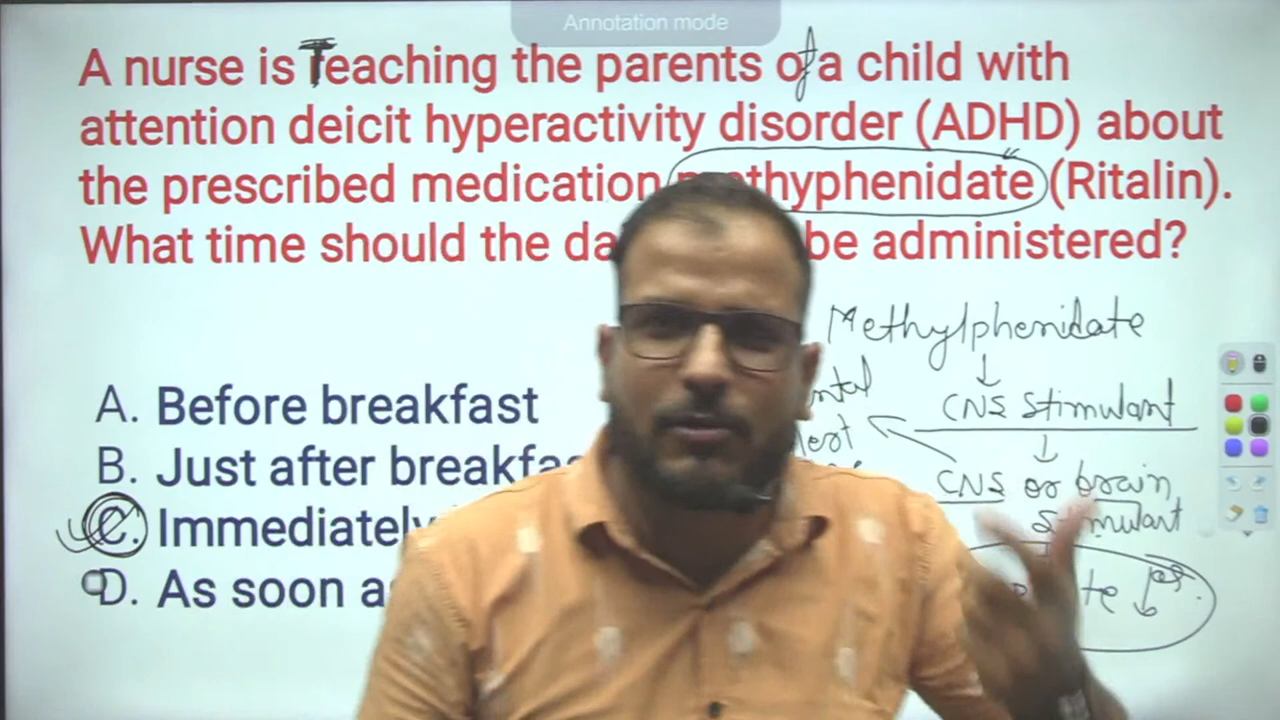 Annotation mode
A nurse is Teaching the parents of a child with
attention deicit hyperactivity disorder (ADHD) about
the prescribed medication methyphenidate (Ritalin).
What time should the be administered?
A. Before breakfast
B. Just after
C. Immediately
D. As soon
Methylphenidate
CNS Stimulant
CNS or brain
Stimulant